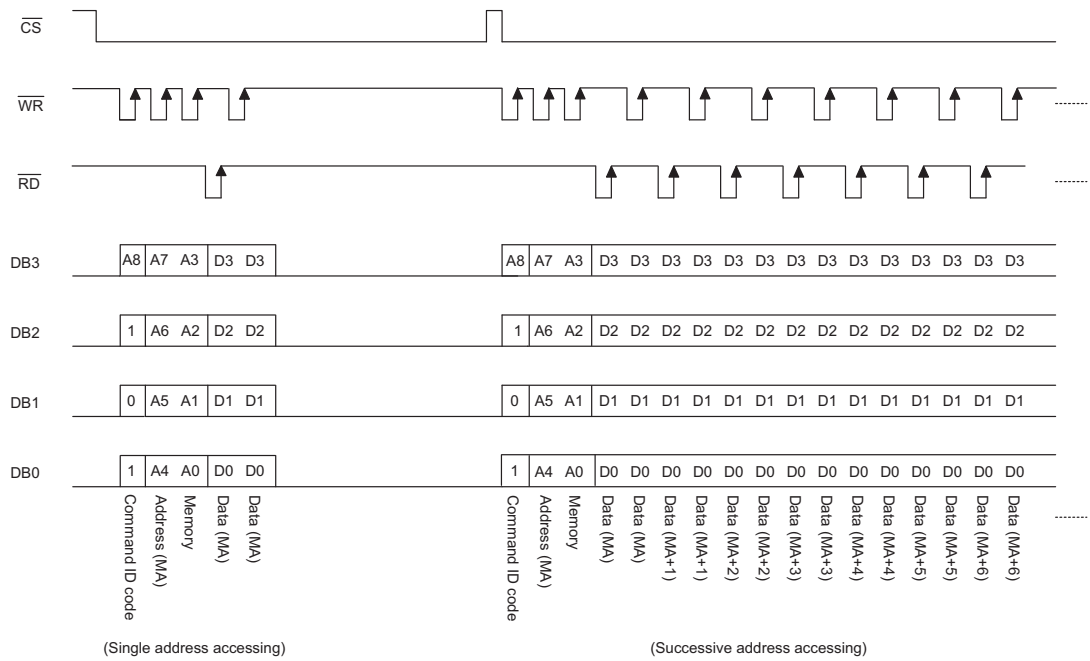 CS
WR
RD
DB3 A8 A7 A3 D3 D3 A8 A7 A3 D3 D3 D3 D3 D3 D3 D3 D3 D3 D3 D3 D3 D3 D3
DB2 1 A6 A2 D2 D2 1 A6 A2 D2 D2 D2 D2 D2 D2 D2 D2 D2 D2 D2 D2 D2 D2
DB1 0 A5 A1 D1 D1 0 A5 A1 D1 D1 D1 D1 D1 D1 D1 D1 D1 D1 D1 D1 D1 D1
DB0 1 A4 A0 D0 D0 1 A4 A0 D0 D0 D0 D0 D0 D0 D0 D0 D0 D0 D0 D0 D0 D0
Command ID code
Address (MA)
Memory
Data (MA)
Data (MA)
Command ID code
Address (MA)
Memory
Data (MA)
Data (MA)
Data (MA+1)
Data (MA+1)
Data (MA+2)
Data (MA+2)
Data (MA+3)
Data (MA+3)
Data (MA+4)
Data (MA+4)
Data (MA+5)
Data (MA+5)
Data (MA+6)
Data (MA+6)
(Single address accessing)
(Successive address accessing)